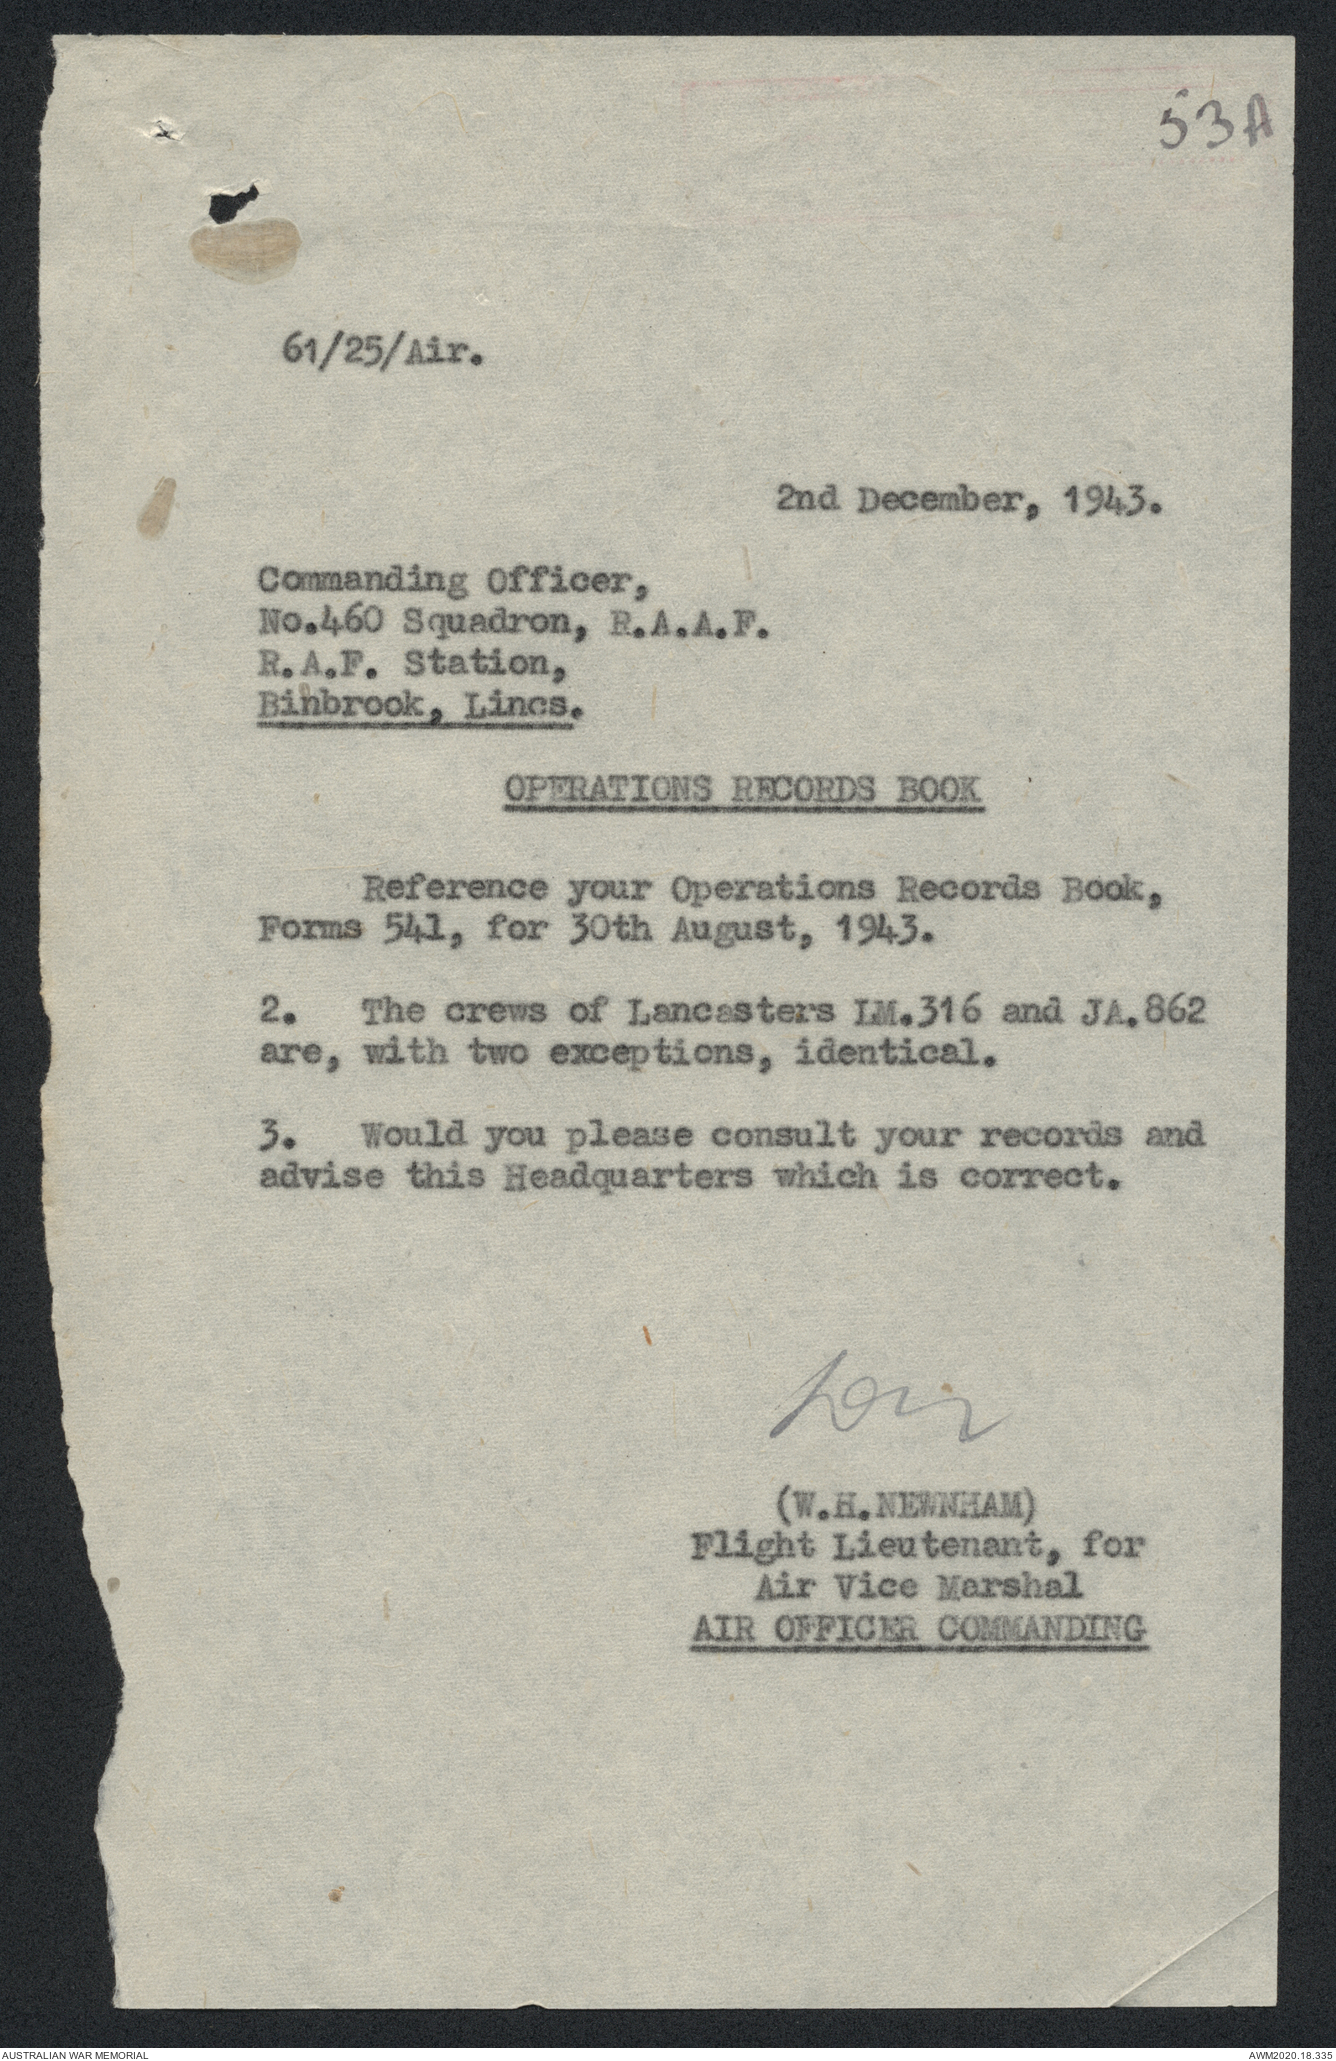 53A
61/25/Air.
2nd December, 1943.
Commanding Officer,
No.460 Squadron, R.A.A.F.
R.A.F. Station,
Binbrook, Lincs.
OPERATIONS RECORDS BOOK
Reference your Operations Records Book,
Forms 541, for 30th August, 1943.
2. The crews of Lancasters LM.316 and JA.862
are, with two exceptions, identical.
3. Would you please consult your records and
advise this Headquarters which is correct.
(W.H.NEWNHAM)
Flight Lieutenant, for
Air Vice Marshal
AIR OFFICER COMMANDING
AUSTRALIAN WAR MEMORIAL
AWM2020.18.335